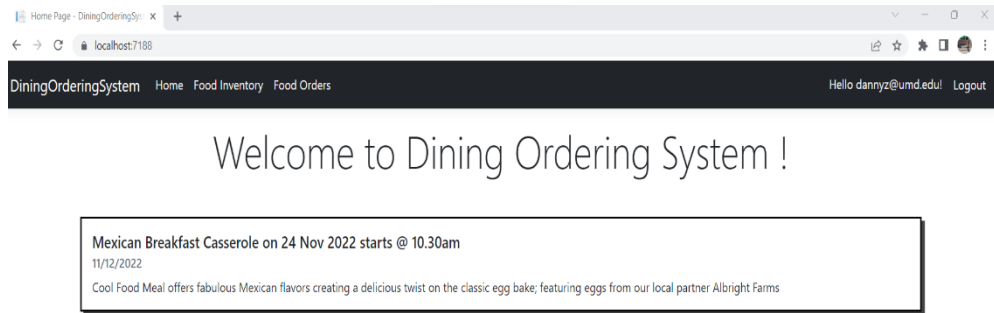 Home Page - DiningOrderingSys
localhost:7188
DiningOrderingSystem Home Food Inventory Food Orders Hello dannyz@umd.edu! Logout
Welcome to Dining Ordering System !
Mexican Breakfast Casserole on 24 Nov 2022 starts @ 10.30am
11/12/2022
Cool Food Meal offers fabulous Mexican flavors creating a delicious twist on the classic egg bake; featuring eggs from our local partner Albright Farms